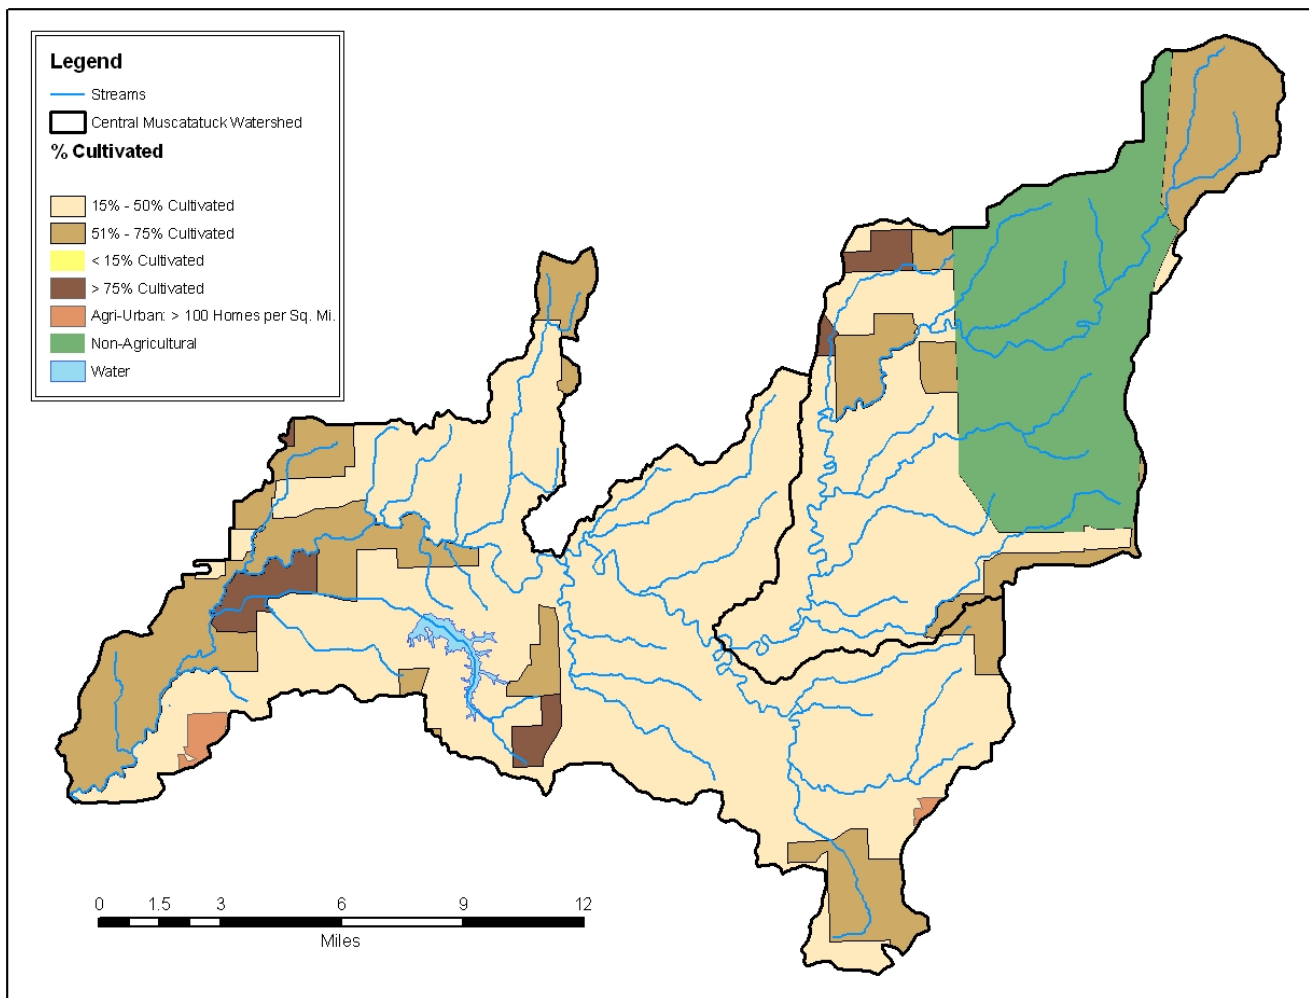 Legend
Streams
Central Muscatatuck Watershed
% Cultivated
15% - 50% Cultivated
51% - 75% Cultivated
< 15% Cultivated
> 75% Cultivated
Agri-Urban: > 100 Homes per Sq. Mi.
Non-Agricultural
Water
0 1.5 3 6 9 12
Miles